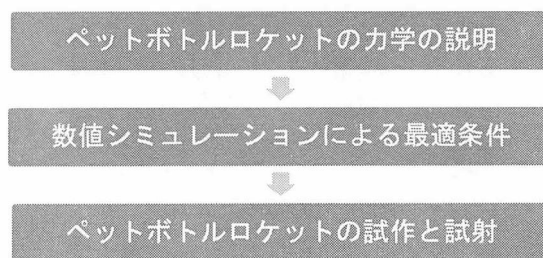 ペットボトルロケットの力学の説明
数値シミュレーションによる最適条件
ペットボトルロケットの試作と試射